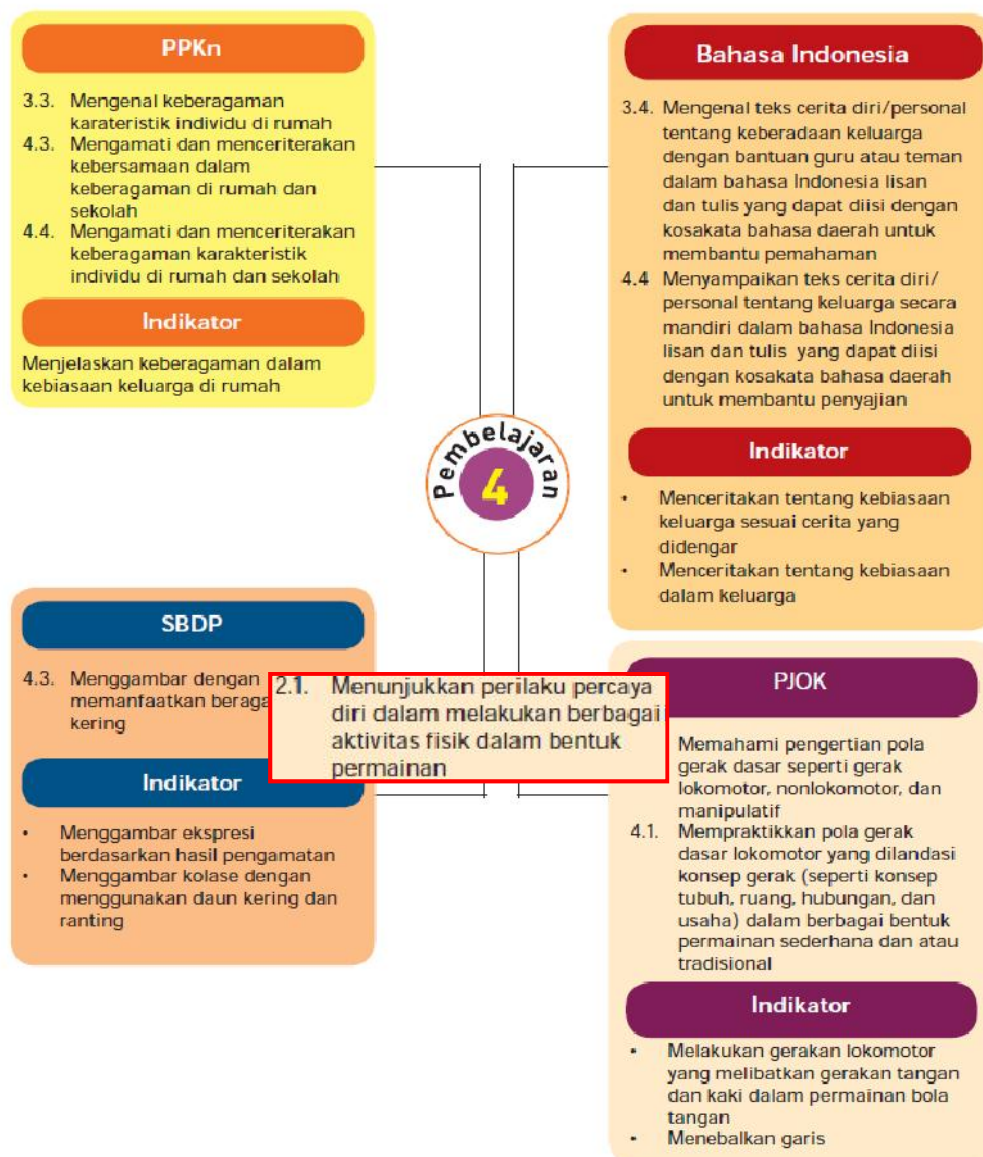 PPKn
3.3. Mengenal keberagaman
karateristik individu di rumah
4.3. Mengamati dan menceriterakan
kebersamaan dalam
keberagaman di rumah dan
sekolah
4.4. Mengamati dan menceriterakan
keberagaman karakteristik
individu di rumah dan sekolah
Indikator
Menjelaskan keberagaman dalam
kebiasaan keluarga di rumah
Bahasa Indonesia
3.4. Mengenal teks cerita diri/personal
tentang keberadaan keluarga
dengan bantuan guru atau teman
dalam bahasa Indonesia lisan
dan tulis yang dapat diisi dengan
kosakata bahasa daerah untuk
membantu pemahaman
4.4 Menyampaikan teks cerita diri/
personal tentang keluarga secara
mandiri dalam bahasa Indonesia
lisan dan tulis yang dapat diisi
dengan kosakata bahasa daerah
untuk membantu penyajian
Indikator
• Menceritakan tentang kebiasaan
keluarga sesuai cerita yang
didengar
• Menceritakan tentang kebiasaan
dalam keluarga
Pembelajaran
4
SBDP
4.3. Menggambar dengan
memanfaatkan
kering
Indikator
• Menggambar ekspresi
berdasarkan hasil pengamatan
• Menggambar kolase dengan
menggunakan daun kering dan
ranting
2.1. Menunjukkan perilaku percaya
diri dalam melakukan berbagai
aktivitas fisik dalam bentuk
permainan
PJOK
Memahami pengertian pola
gerak dasar seperti gerak
lokomotor, nonlokomotor, dan
manipulatif
4.1. Mempraktikkan pola gerak
dasar lokomotor yang dilandasi
konsep gerak (seperti konsep
tubuh, ruang, hubungan, dan
usaha) dalam berbagai bentuk
permainan sederhana dan atau
tradisional
Indikator
• Melakukan gerakan lokomotor
yang melibatkan gerakan tangan
dan kaki dalam permainan bola
tangan
• Menebalkan garis